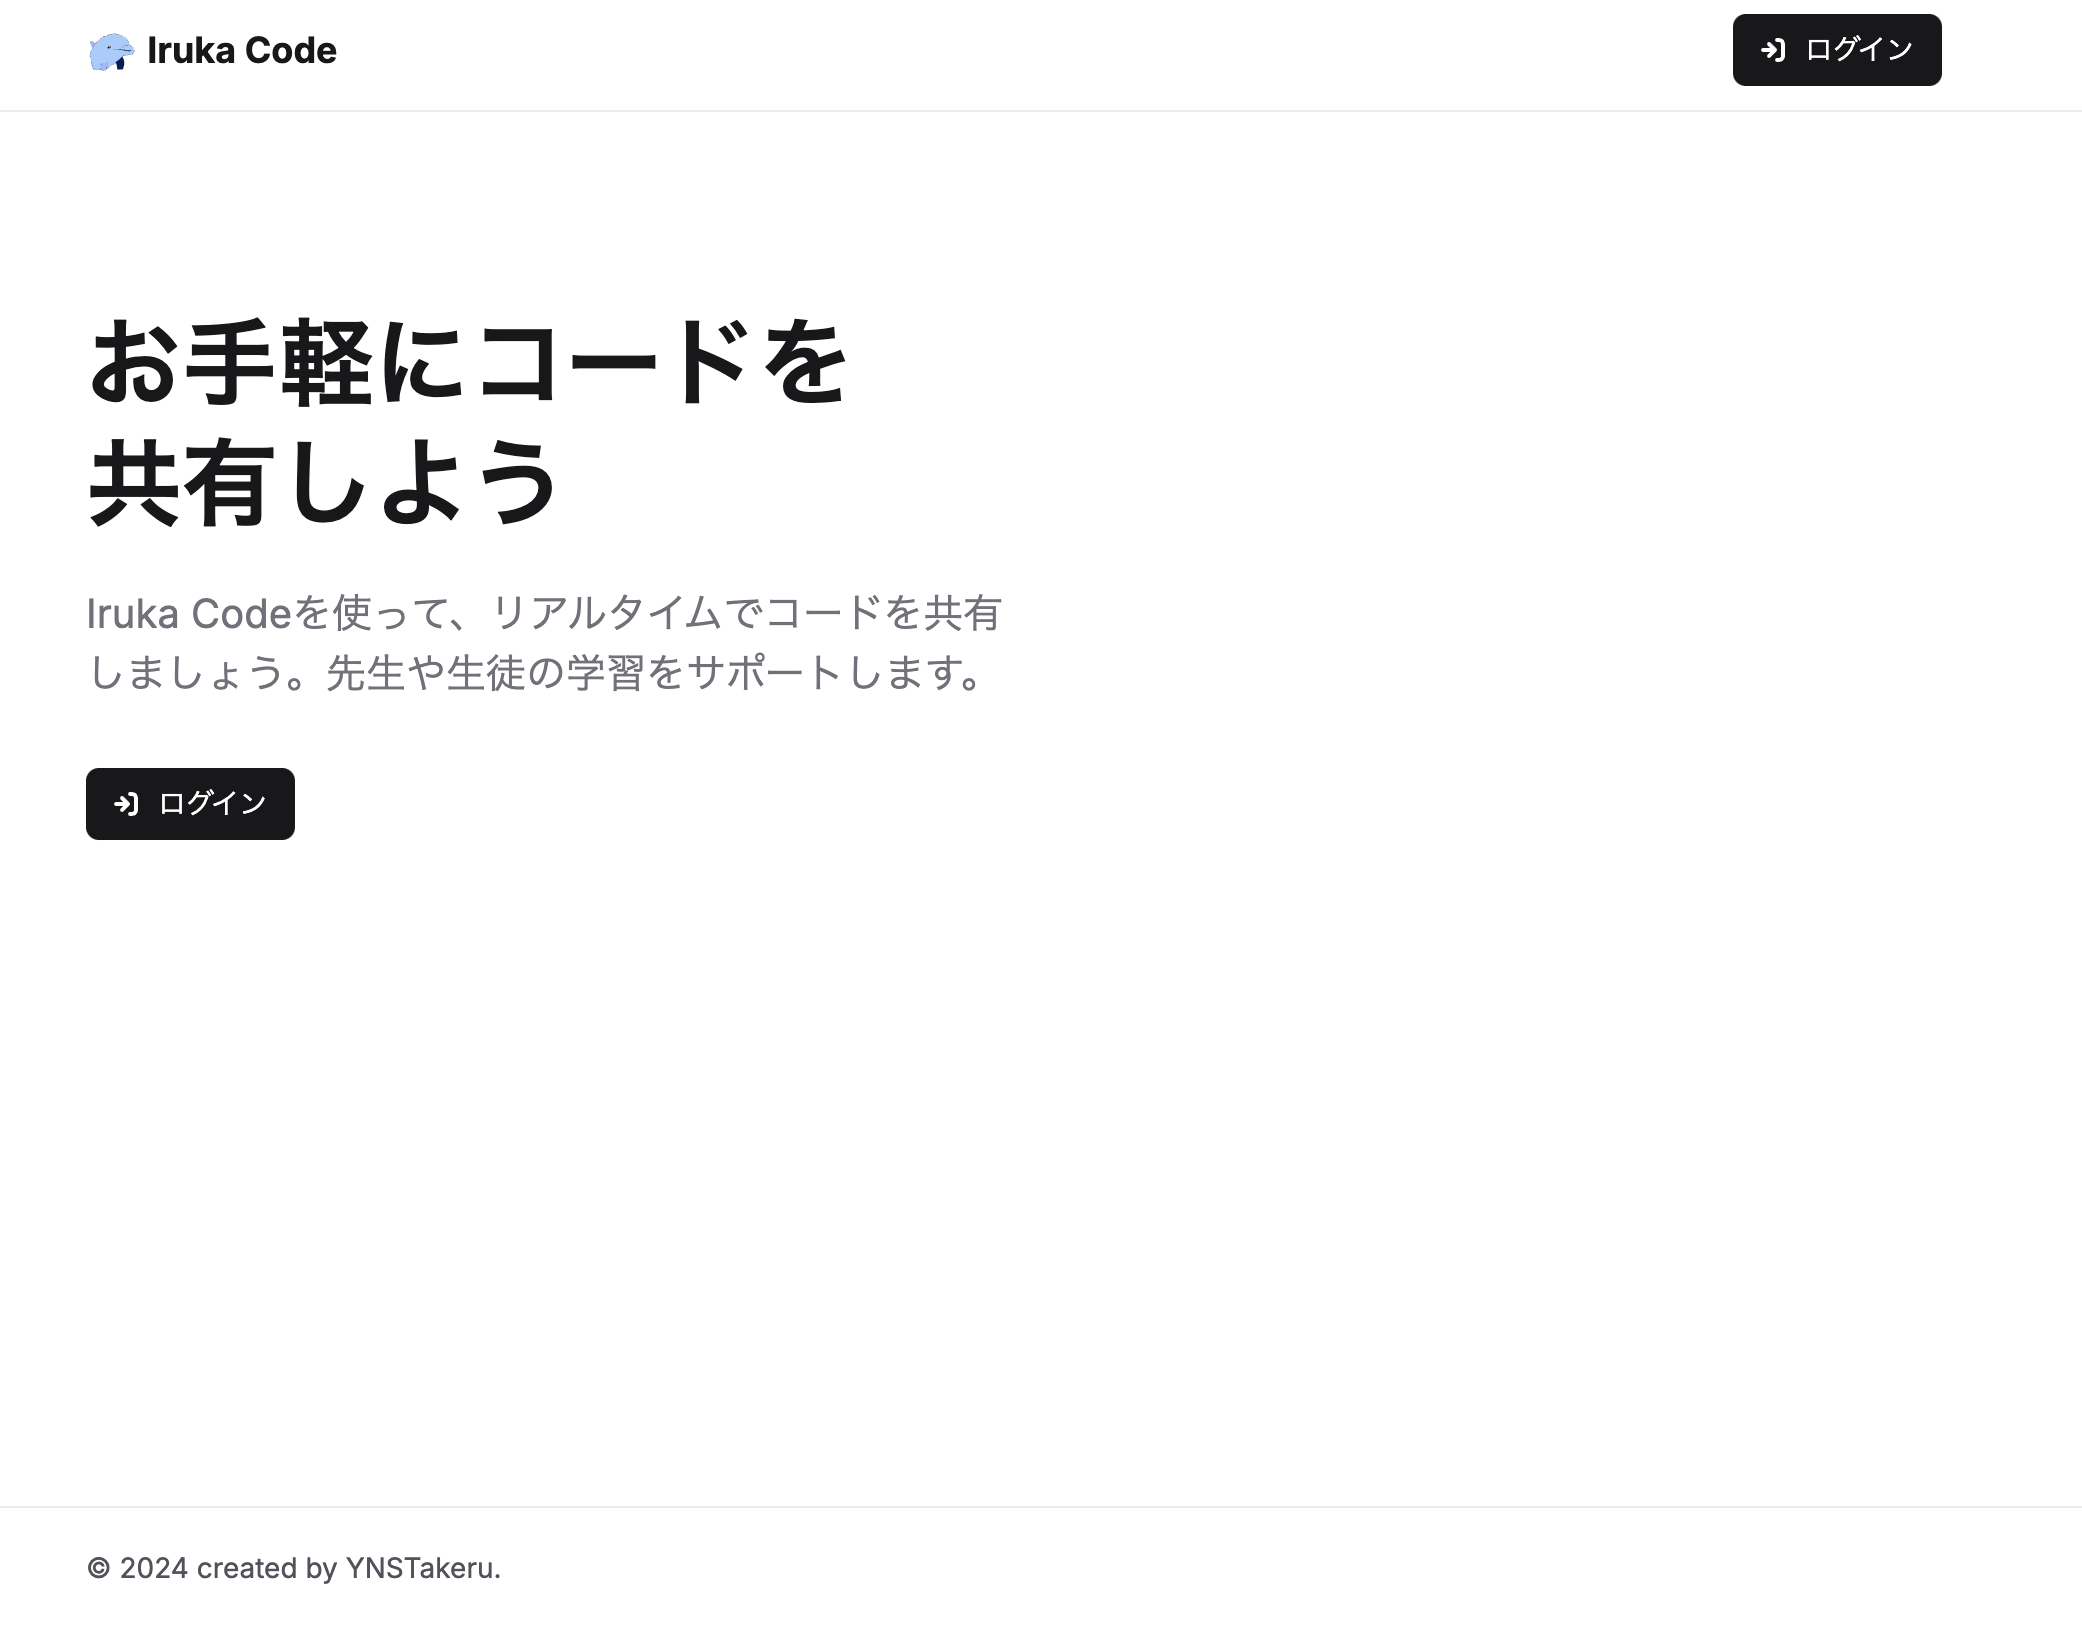 Iruka Code
ログイン
お手軽にコードを
共有しよう
Iruka Codeを使って、リアルタイムでコードを共有
しましょう。先生や生徒の学習をサポートします。
ログイン
© 2024 created by YNSTakeru.